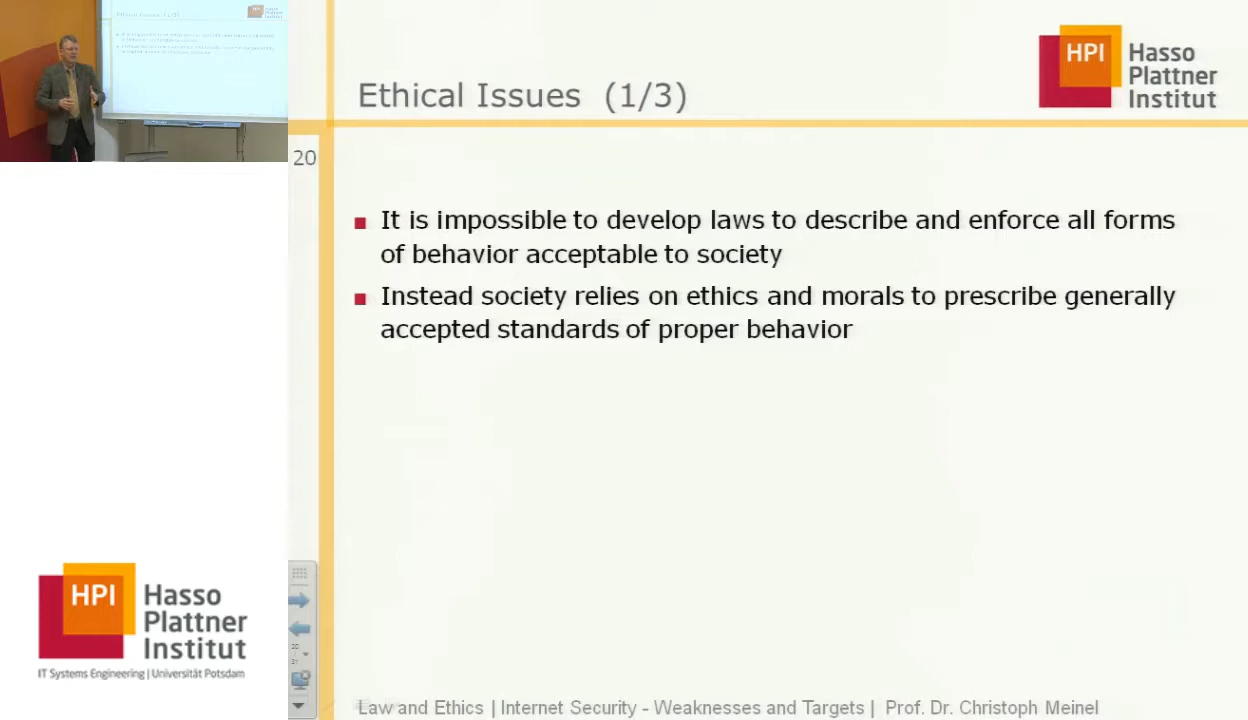 Ethical Issues (1/3)
HPI Hasso
Plattner
Institut
20
It is impossible to develop laws to describe and enforce all forms
of behavior acceptable to society
Instead society relies on ethics and morals to prescribe generally
accepted standards of proper behavior
HPI Hasso
Plattner
Institut
IT Systems Engineering | Universität Potsdam
Law and Ethics | Internet Security - Weaknesses and Targets | Prof. Dr. Christoph Meinel